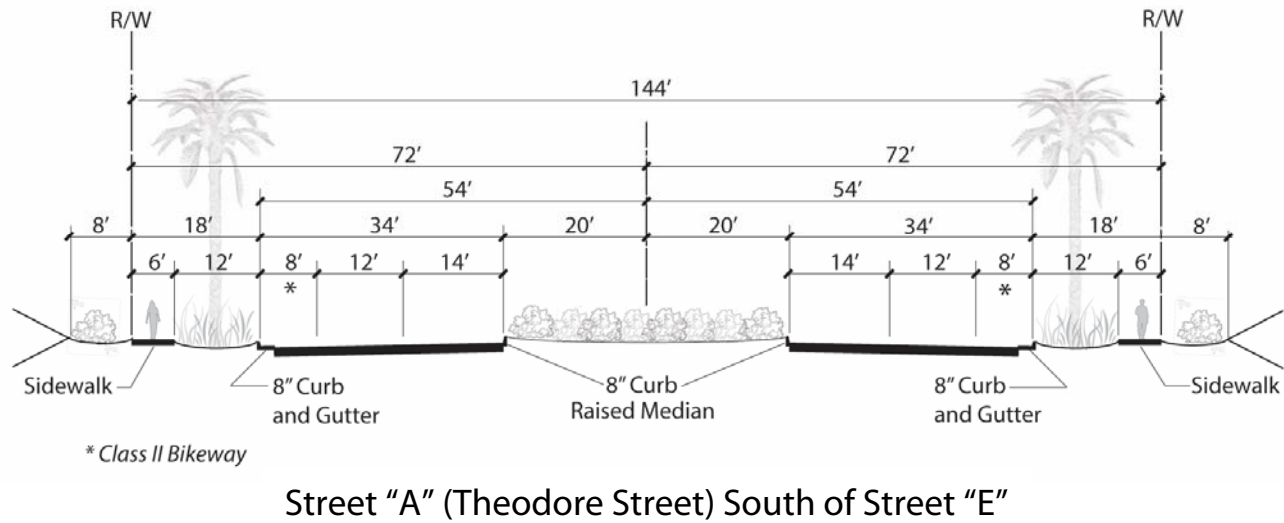 R/W R/W
144′
72′ 72′
54′ 54′
8′ 18′ 34′ 20′ 20′ 34′ 18′ 8′
6′ 12′ 8′ 12′ 14′ 14′ 12′ 8′ 12′ 6′
* *
Sidewalk 8″ Curb 8″ Curb 8″ Curb Sidewalk
and Gutter Raised Median and Gutter
* Class II Bikeway
Street “A” (Theodore Street) South of Street “E”